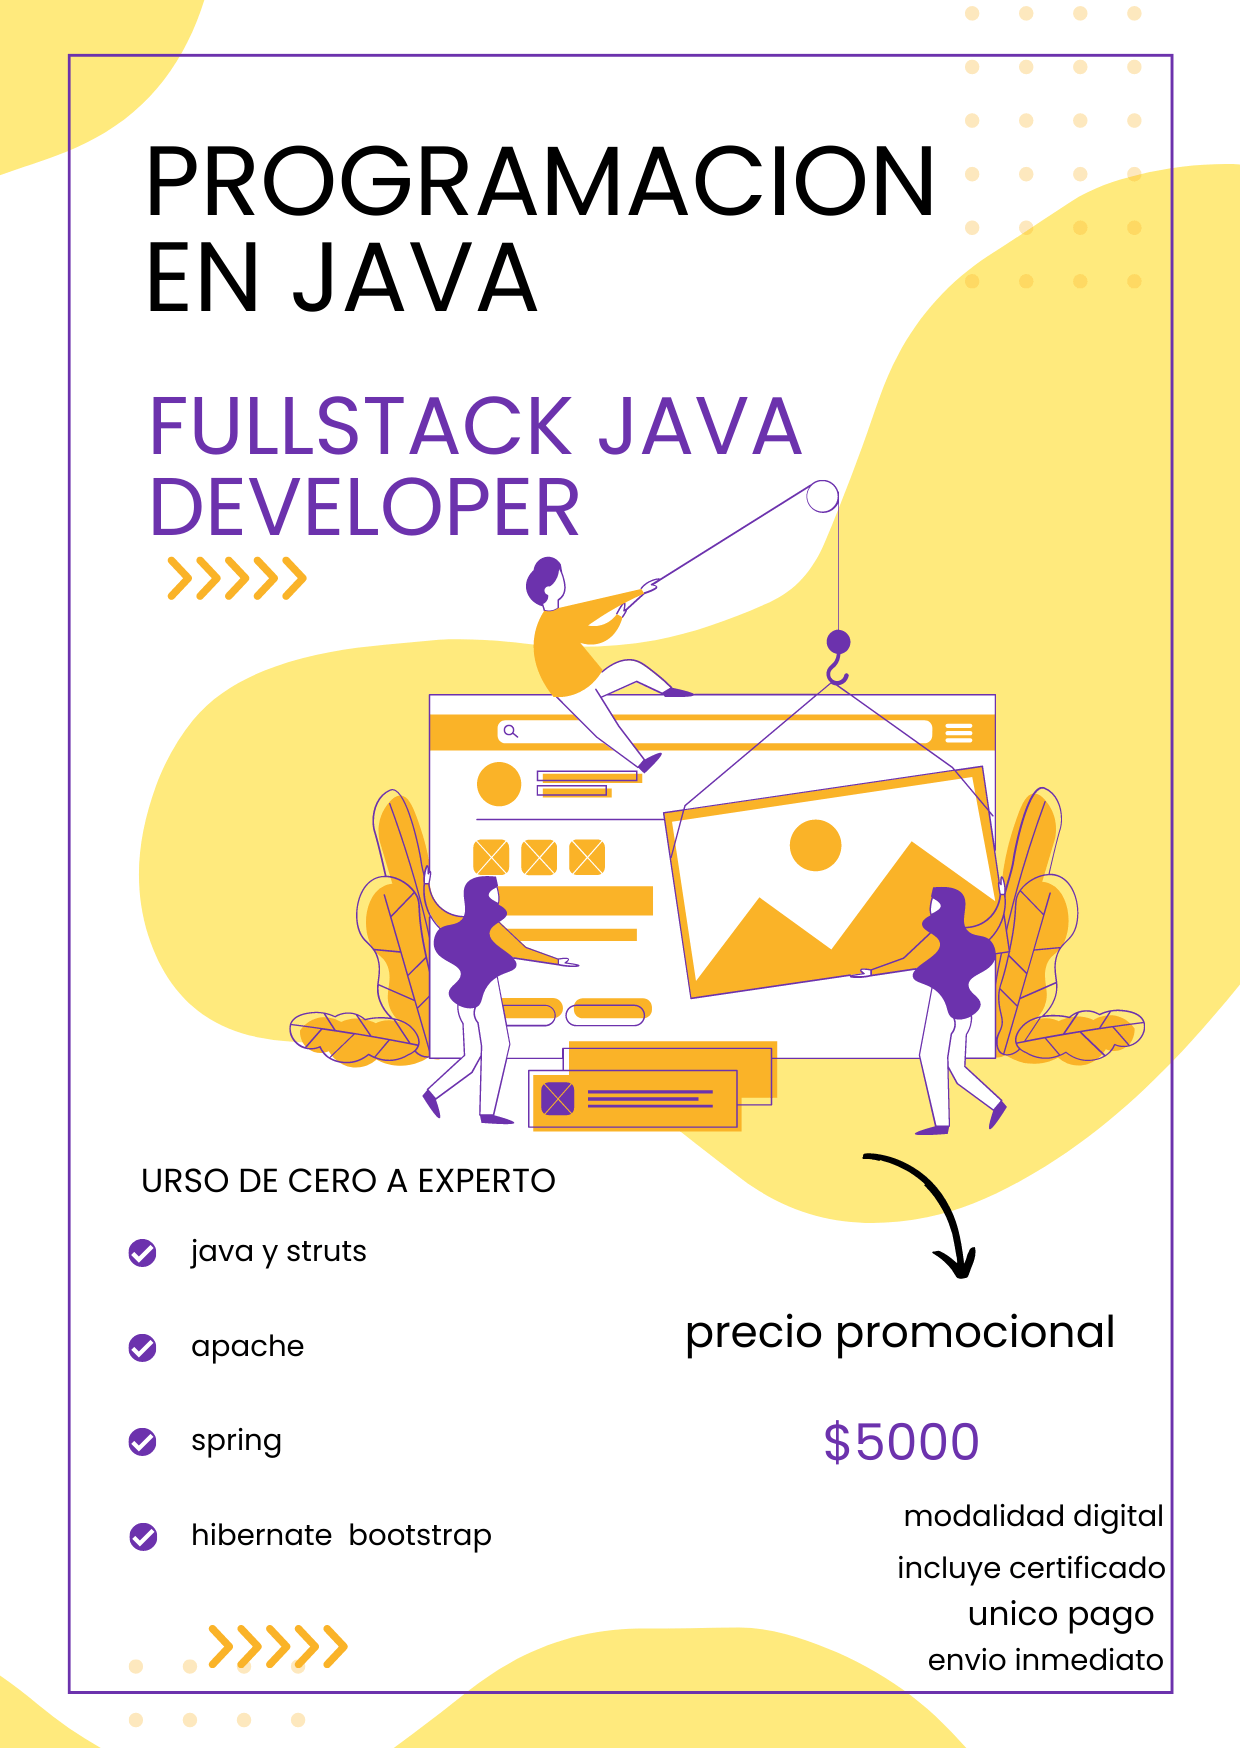 PROGRAMACION
EN JAVA
FULLSTACK JAVA
DEVELOPER
URSO DE CERO A EXPERTO
java y struts
apache
spring
hibernate bootstrap
precio promocional
$5000
modalidad digital
incluye certificado
unico pago
envio inmediato